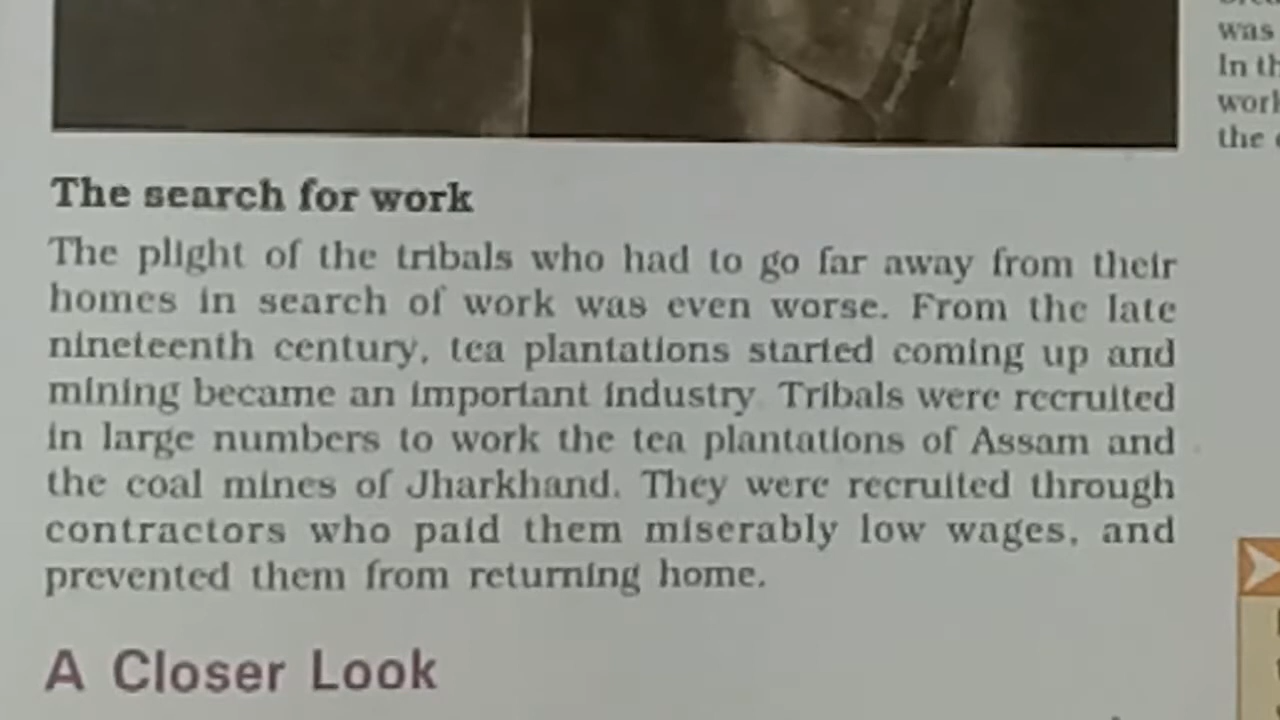 The search for work
The plight of the tribals who had to go far away from their
homes in search of work was even worse. From the late
nineteenth century, tea plantations started coming up and
mining became an important industry. Tribals were recruited
in large numbers to work the tea plantations of Assam and
the coal mines of Jharkhand. They were recruited through
contractors who paid them miserably low wages, and
prevented them from returning home.
A Closer Look
was
In
the